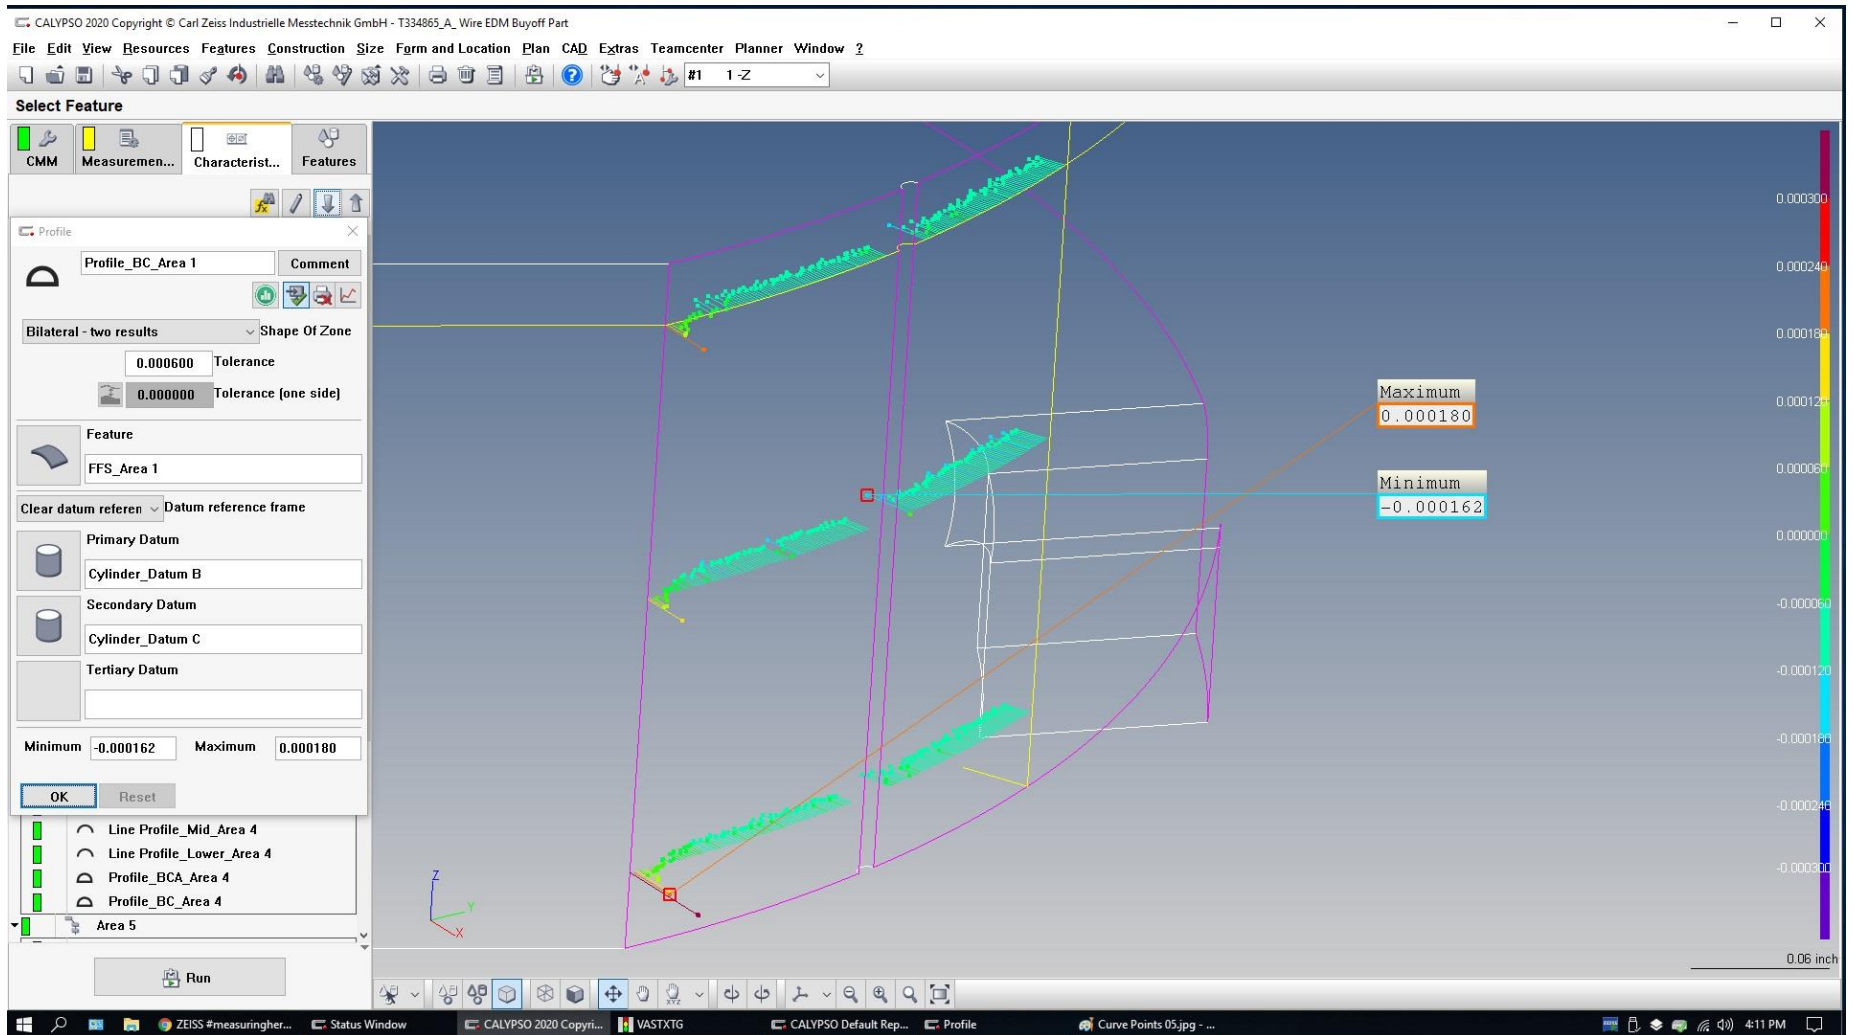 CALYPSO 2020 Copyright © Carl Zeiss Industrielle Messtechnik GmbH - T334865_A_ Wire EDM Buyoff Part
File Edit View Resources Features Construction Size Form and Location Plan CAD Extras Teamcenter Planner Window ?
#1 1 -Z
Select Feature
CMM Measuremen... Characterist... Features
Profile
Profile_BC_Area 1 Comment
Bilateral - two results Shape Of Zone
0.000600 Tolerance
0.000000 Tolerance (one side)
Feature
FFS_Area 1
Clear datum referen Datum reference frame
Primary Datum
Cylinder_Datum B
Secondary Datum
Cylinder_Datum C
Tertiary Datum
Minimum -0.000162 Maximum 0.000180
OK Reset
Line Profile_Mid_Area 4
Line Profile_Lower_Area 4
Profile_BCA_Area 4
Profile_BC_Area 4
Area 5
Run
Maximum
0.000180
Minimum
-0.000162
0.000300
0.000240
0.000180
0.000120
0.000060
0.000000
-0.000060
-0.000120
-0.000180
-0.000240
-0.000300
Z
Y
X
0.06 inch
XYZ
ZEISS #measuringher... Status Window CALYPSO 2020 Copyri... VASTXTG CALYPSO Default Rep... Profile Curve Points 05.jpg - ... 4:11 PM